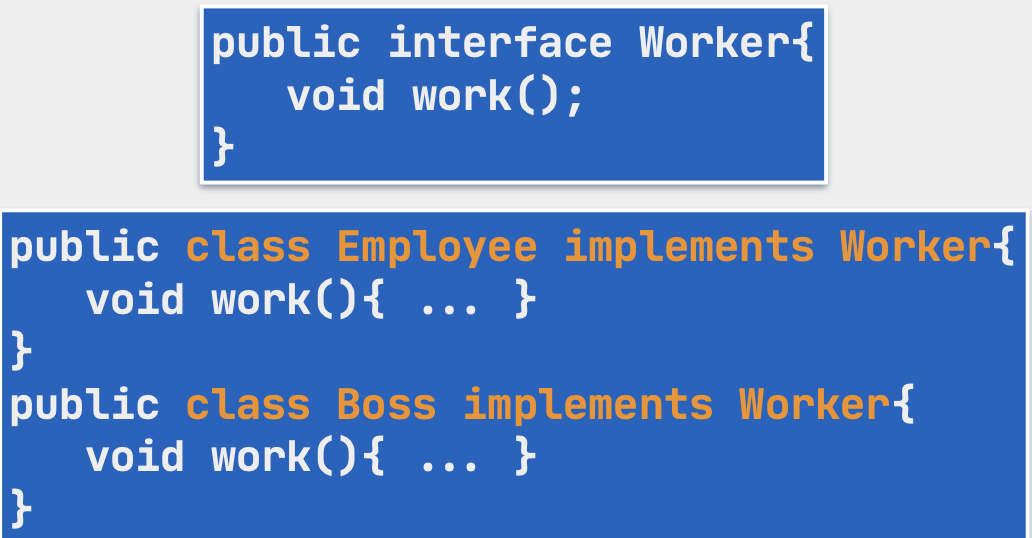 public interface Worker{
   void work();
}
public class Employee implements Worker{
   void work(){ ... }
}
public class Boss implements Worker{
   void work(){ ... }
}